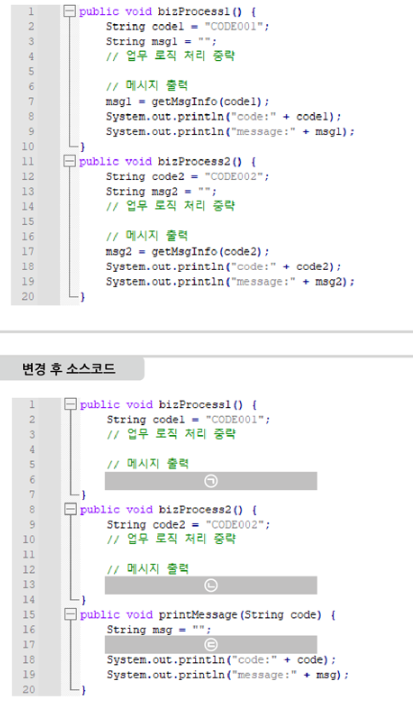 1 public void bizProcess1() {
2 String code1 = "CODE001";
3 String msg1 = "";
4 // 업무 로직 처리 중략
5
6 // 메시지 출력
7 msg1 = getMsgInfo(code1);
8 System.out.println("code:" + code1);
9 System.out.println("message:" + msg1);
10 }
11 public void bizProcess2() {
12 String code2 = "CODE002";
13 String msg2 = "";
14 // 업무 로직 처리 중략
15
16 // 메시지 출력
17 msg2 = getMsgInfo(code2);
18 System.out.println("code:" + code2);
19 System.out.println("message:" + msg2);
20 }
변경 후 소스코드
1 public void bizProcess1() {
2 String code1 = "CODE001";
3 // 업무 로직 처리 중략
4
5 // 메시지 출력
6 ㉠
7 }
8 public void bizProcess2() {
9 String code2 = "CODE002";
10 // 업무 로직 처리 중략
11
12 // 메시지 출력
13 ㉡
14 }
15 public void printMessage(String code) {
16 String msg = "";
17 ㉢
18 System.out.println("code:" + code);
19 System.out.println("message:" + msg);
20 }